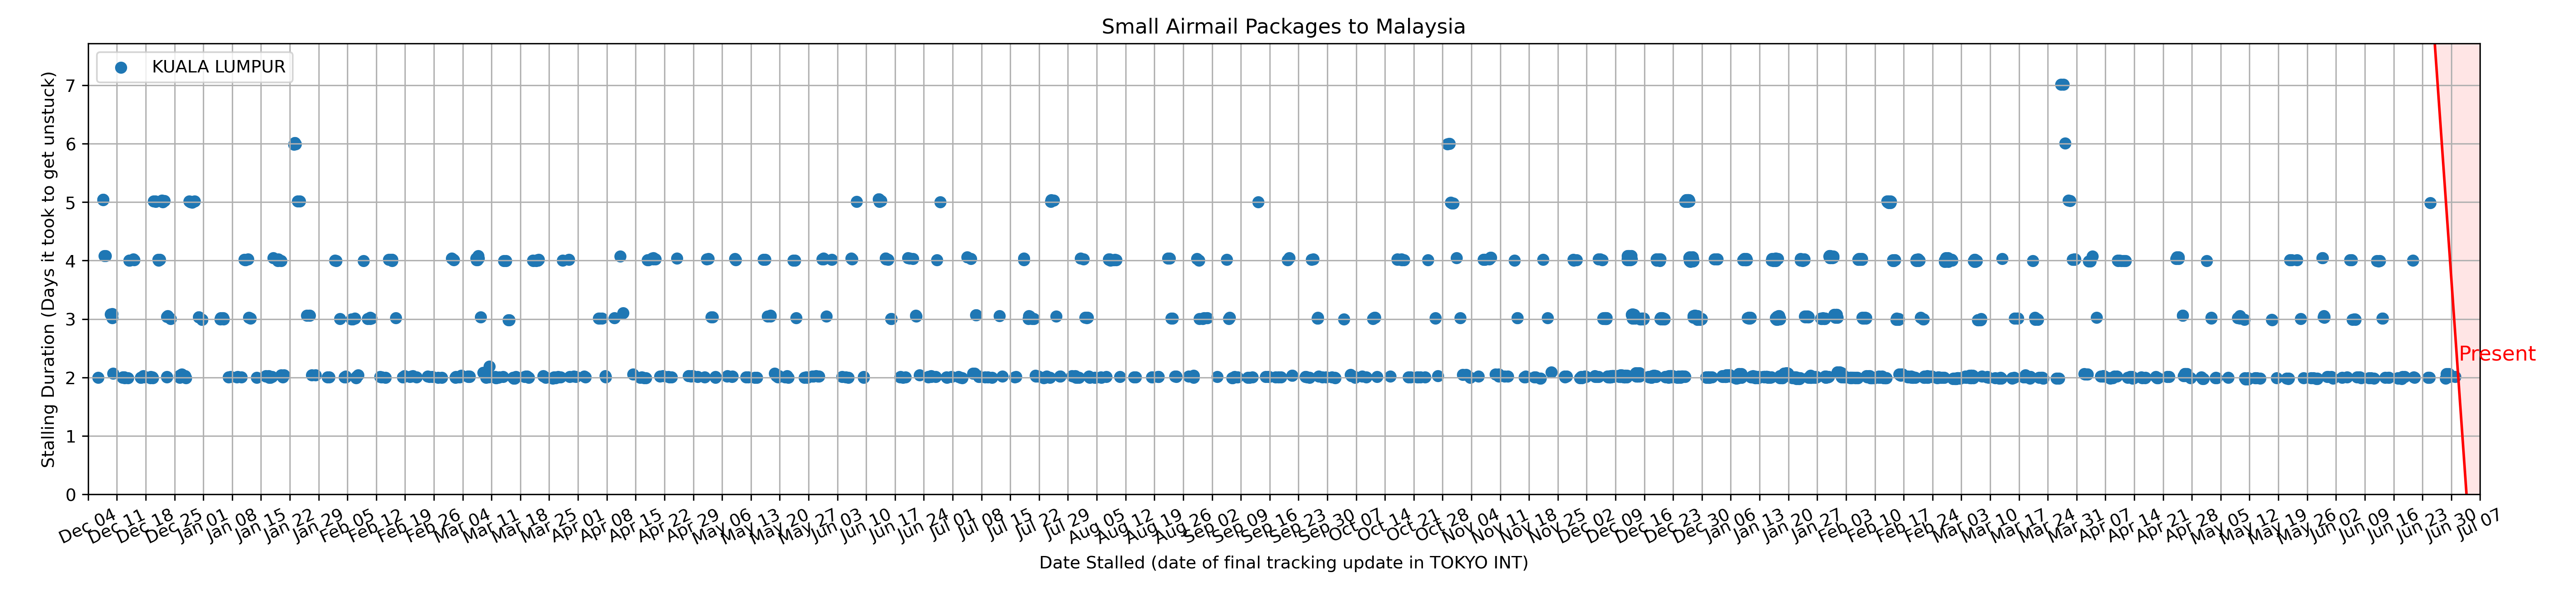 Small Airmail Packages to Malaysia
KUALA LUMPUR
Stalling Duration (Days it took to get unstuck)
7
6
5
4
3
2
1
0
Present
Dec 04
Dec 11
Dec 18
Dec 25
Jan 01
Jan 08
Jan 15
Jan 22
Jan 29
Feb 05
Feb 12
Feb 19
Feb 26
Mar 04
Mar 11
Mar 18
Mar 25
Apr 01
Apr 08
Apr 15
Apr 22
Apr 29
May 06
May 13
May 20
May 27
Jun 03
Jun 10
Jun 17
Jun 24
Jul 01
Jul 08
Jul 15
Jul 22
Jul 29
Aug 05
Aug 12
Aug 19
Aug 26
Sep 02
Sep 09
Sep 16
Sep 23
Sep 30
Oct 07
Oct 14
Oct 21
Oct 28
Nov 04
Nov 11
Nov 18
Nov 25
Dec 02
Dec 09
Dec 16
Dec 23
Dec 30
Jan 06
Jan 13
Jan 20
Jan 27
Feb 03
Feb 10
Feb 17
Feb 24
Mar 03
Mar 10
Mar 17
Mar 24
Mar 31
Apr 07
Apr 14
Apr 21
Apr 28
May 05
May 12
May 19
May 26
Jun 02
Jun 09
Jun 16
Jun 23
Jun 30
Jul 07
Date Stalled (date of final tracking update in TOKYO INT)